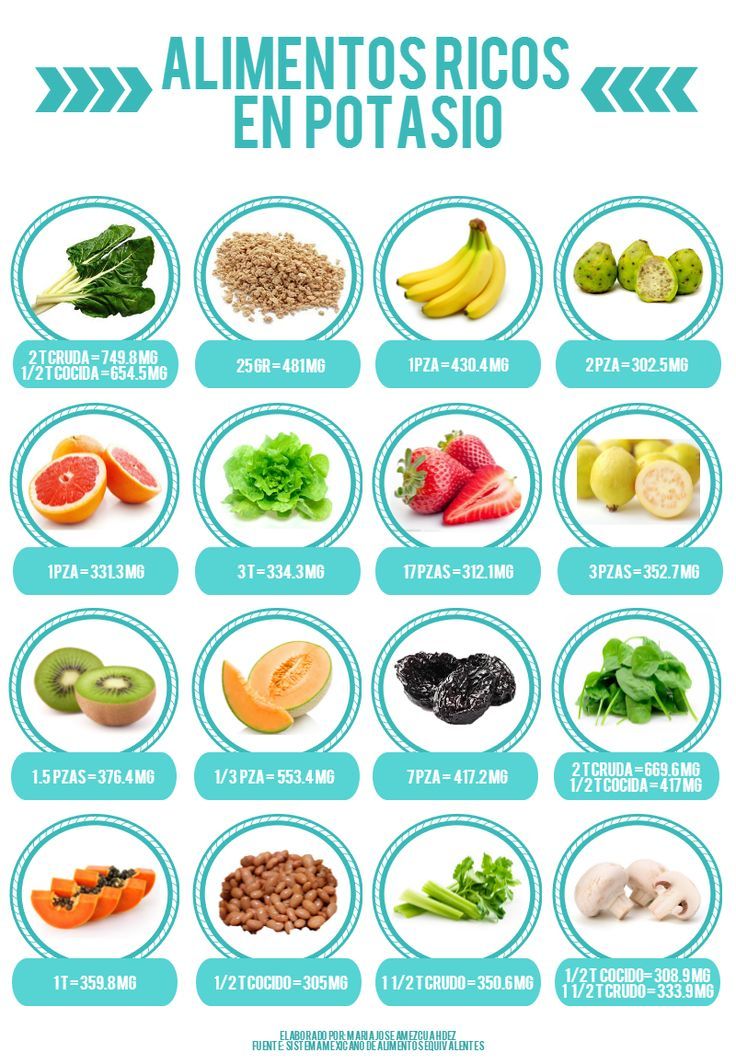 ALIMENTOS RICOS
EN POTASIO
2 T CRUDA = 749.8 MG
1/2 T COCIDA = 654.5 MG
25 GR = 481 MG
1 PZA = 430.4 MG
2 PZA = 302.5 MG
1 PZA = 331.3 MG
3 T = 334.3 MG
17 PZAS = 312.1 MG
3 PZAS = 352.7 MG
1.5 PZAS = 376.4 MG
1/3 PZA = 553.4 MG
7 PZA = 417.2 MG
2 T CRUDA = 669.6 MG
1/2 T COCIDA = 417 MG
1 T = 359.8 MG
1/2 T COCIDO = 305 MG
1 1/2 T CRUDO = 350.6 MG
1/2 T COCIDO = 308.9 MG
1 1/2 T CRUDO = 333.9 MG
ELABORADO POR: MARIA JOSE AMEZCUA HDEZ
FUENTE: SISTEMA MEXICANO DE ALIMENTOS EQUIVALENTES